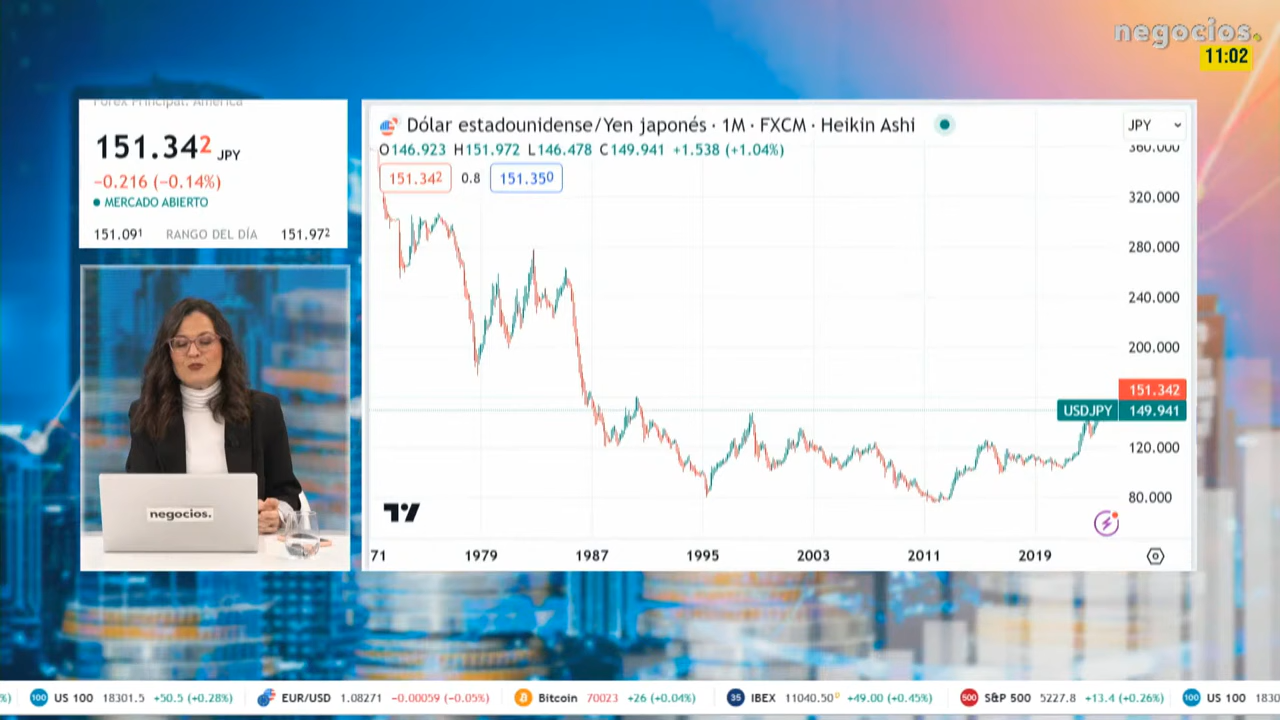 negocios.
11:02
Forex Principal: América
151.342 JPY
−0.216 (−0.14%)
MERCADO ABIERTO
151.091 RANGO DEL DÍA 151.972
Dólar estadounidense/Yen japonés · 1M · FXCM · Heikin Ashi
JPY
O146.923 H151.972 L146.478 C149.941 +1.538 (+1.04%)
151.342 0.8 151.350
360.000
320.000
280.000
240.000
200.000
151.342
USDJPY 149.941
120.000
80.000
71 1979 1987 1995 2003 2011 2019
negocios.
%) 100 US 100 18301.5 +50.5 (+0.28%) EUR/USD 1.08271 −0.00059 (−0.05%) Bitcoin 70023 +26 (+0.04%) 35 IBEX 11040.50D +49.00 (+0.45%) 500 S&P 500 5227.8 +13.4 (+0.26%) 100 US 100 1830